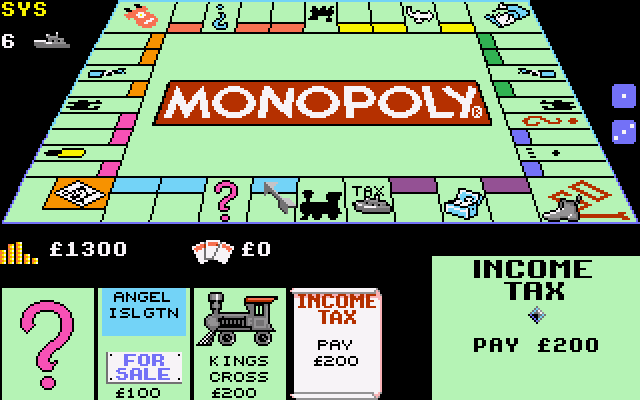 SYS
6
MONOPOLY®
TAX
GO
£1300
£0
INCOME
TAX
PAY £200
?
ANGEL
ISLGTN
FOR
SALE
£100
KINGS
CROSS
£200
INCOME
TAX
PAY
£200